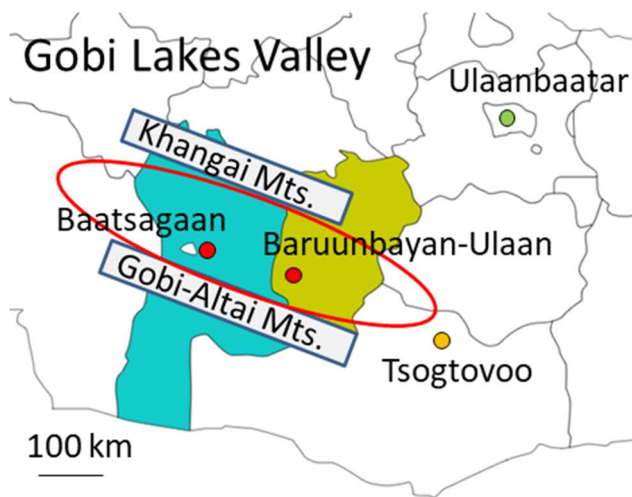 Gobi Lakes Valley
Ulaanbaatar
Khangai Mts.
Baatsagaan
Baruunbayan-Ulaan
Gobi-Altai Mts.
Tsogtovoo
100 km